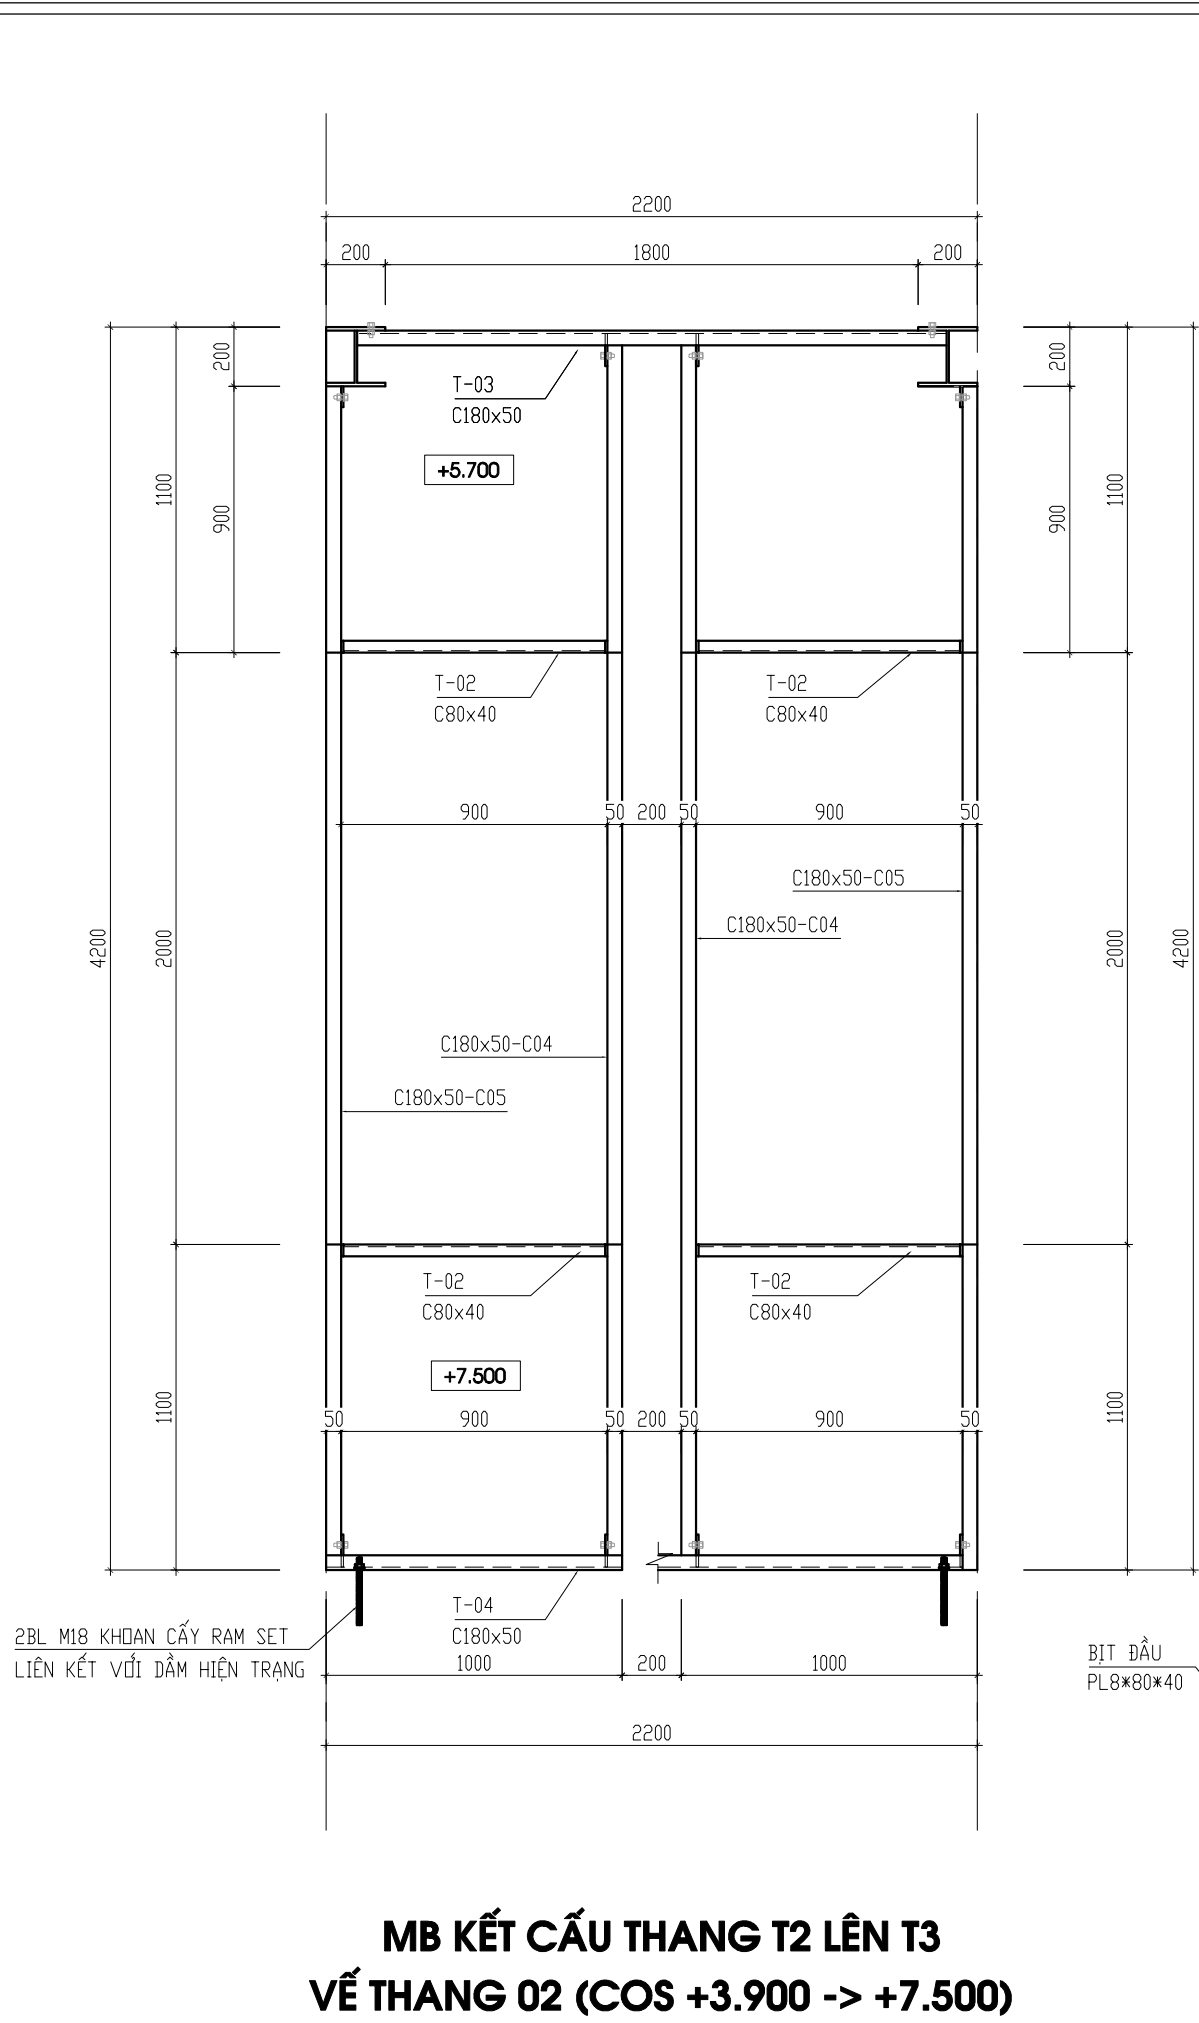 2200
200
1800
200
200
200
T-03
C180x50
+5.700
1100
900
900
1100
T-02
C80x40
T-02
C80x40
900
50
200
50
900
50
C180x50-C05
C180x50-C04
4200
2000
2000
4200
C180x50-C04
C180x50-C05
T-02
C80x40
T-02
C80x40
+7.500
1100
1100
50
900
50
200
50
900
50
T-04
C180x50
2BL M18 KHOAN CẤY RAM SET
LIÊN KẾT VỚI DẦM HIỆN TRẠNG
BỊT ĐẦU
PL8*80*40
1000
200
1000
2200
MB KẾT CẤU THANG T2 LÊN T3
VẾ THANG 02 (COS +3.900 -> +7.500)